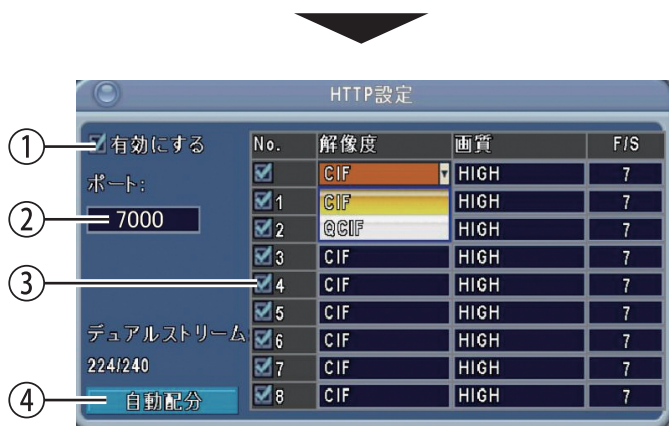 HTTP設定
① 有効にする
ポート:
② 7000
③
デュアルストリーム
224/240
④ 自動配分
No. 解像度 画質 F/S
CIF HIGH 7
1 CIF HIGH 7
2 QCIF HIGH 7
3 CIF HIGH 7
4 CIF HIGH 7
5 CIF HIGH 7
6 CIF HIGH 7
7 CIF HIGH 7
8 CIF HIGH 7